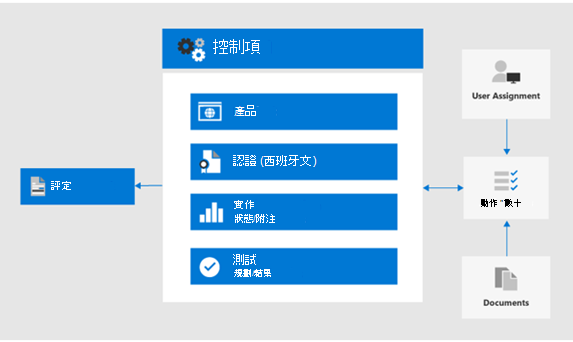 控制項
產品
認證 (西班牙文)
實作
狀態/附注
測試
規劃/結果
評定
User Assignment
動作 "數十
Documents